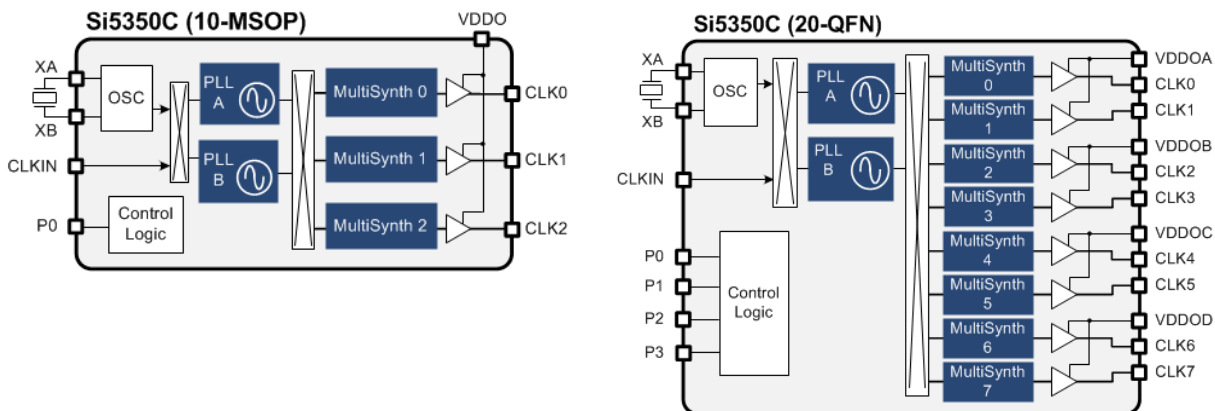 Si5350C (10-MSOP)
VDDO
XA
XB
OSC
PLL
A
PLL
B
MultiSynth 0
MultiSynth 1
MultiSynth 2
CLK0
CLK1
CLK2
CLKIN
P0
Control
Logic
Si5350C (20-QFN)
XA
XB
OSC
PLL
A
PLL
B
CLKIN
P0
P1
P2
P3
Control
Logic
MultiSynth
0
MultiSynth
1
MultiSynth
2
MultiSynth
3
MultiSynth
4
MultiSynth
5
MultiSynth
6
MultiSynth
7
VDDOA
CLK0
CLK1
VDDOB
CLK2
CLK3
VDDOC
CLK4
CLK5
VDDOD
CLK6
CLK7